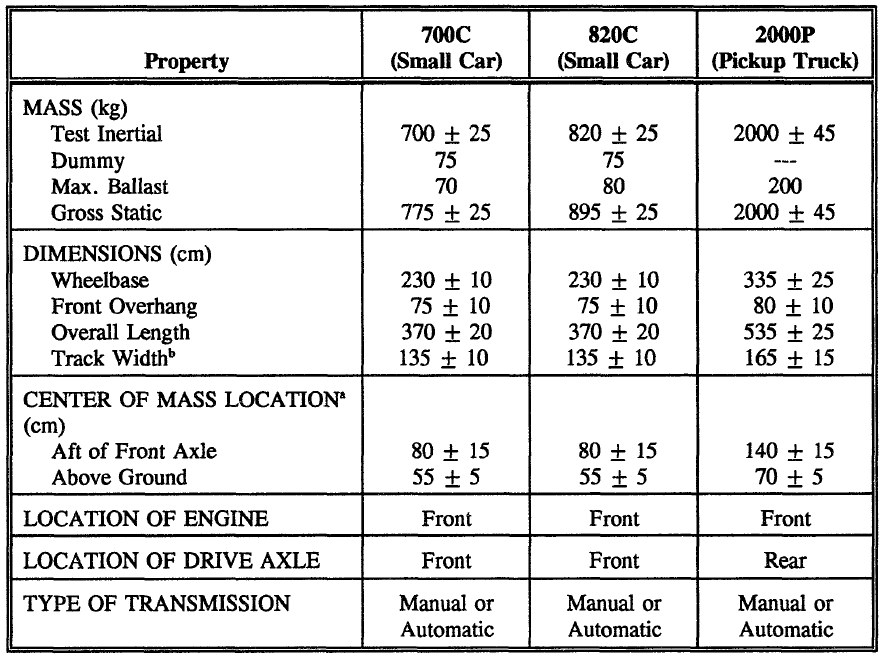 Property 700C (Small Car) 820C (Small Car) 2000P (Pickup Truck)
MASS (kg)
Test Inertial 700 ± 25 820 ± 25 2000 ± 45
Dummy 75 75 ---
Max. Ballast 70 80 200
Gross Static 775 ± 25 895 ± 25 2000 ± 45
DIMENSIONS (cm)
Wheelbase 230 ± 10 230 ± 10 335 ± 25
Front Overhang 75 ± 10 75 ± 10 80 ± 10
Overall Length 370 ± 20 370 ± 20 535 ± 25
Track Widthᵇ 135 ± 10 135 ± 10 165 ± 15
CENTER OF MASS LOCATIONᵃ
(cm)
Aft of Front Axle 80 ± 15 80 ± 15 140 ± 15
Above Ground 55 ± 5 55 ± 5 70 ± 5
LOCATION OF ENGINE Front Front Front
LOCATION OF DRIVE AXLE Front Front Rear
TYPE OF TRANSMISSION Manual or Manual or Manual or
Automatic Automatic Automatic